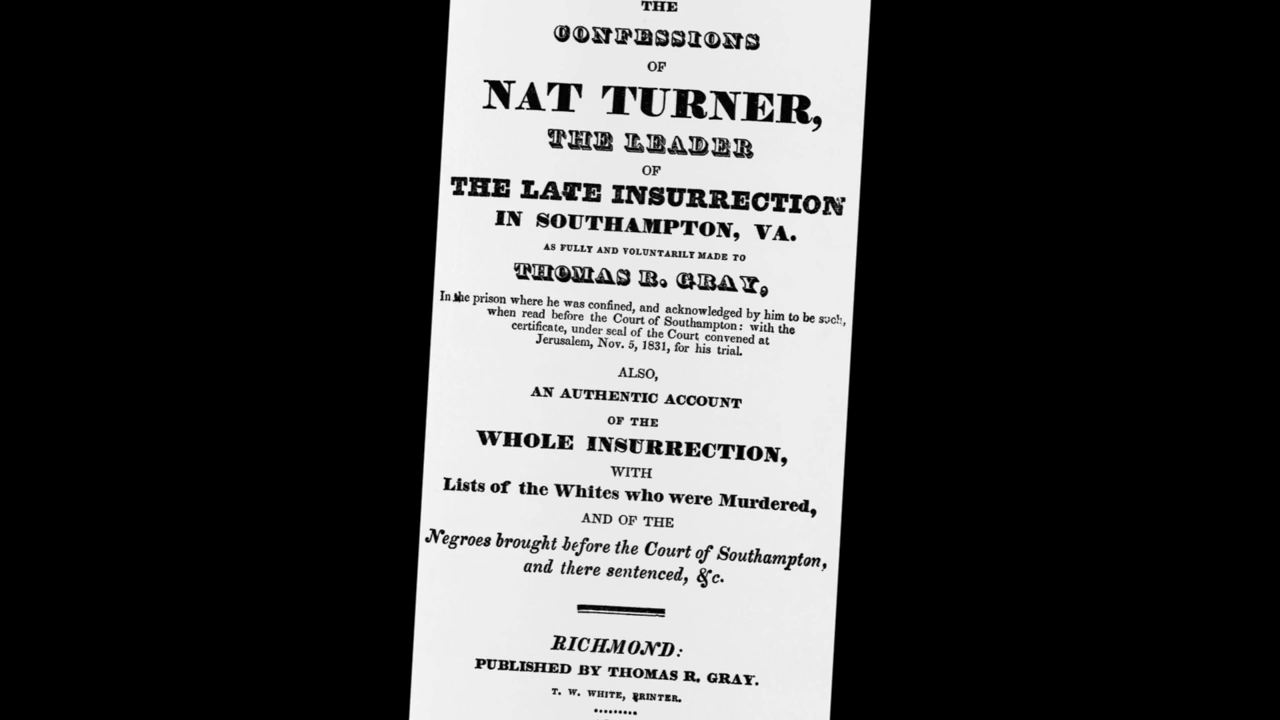 THE
CONFESSIONS
OF
NAT TURNER,
THE LEADER
OF
THE LATE INSURRECTION
IN SOUTHAMPTON, VA.
AS FULLY AND VOLUNTARILY MADE TO
THOMAS R. GRAY,
In the prison where he was confined, and acknowledged by him to be such,
when read before the Court of Southampton: with the
certificate, under seal of the Court convened at
Jerusalem, Nov. 5, 1831, for his trial.
ALSO,
AN AUTHENTIC ACCOUNT
OF THE
WHOLE INSURRECTION,
WITH
Lists of the Whites who were Murdered,
AND OF THE
Negroes brought before the Court of Southampton,
and there sentenced, &c.
RICHMOND:
PUBLISHED BY THOMAS R. GRAY.
T. W. WHITE, PRINTER.